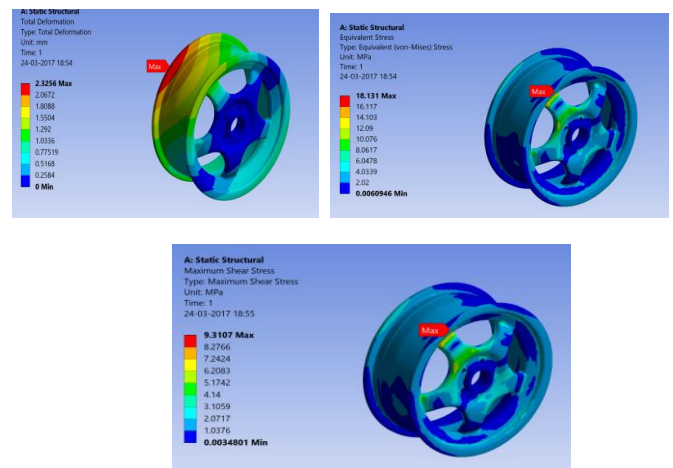 A: Static Structural
Total Deformation
Type: Total Deformation
Unit: mm
Time: 1
24-03-2017 18:54
2.3256 Max
2.0672
1.8088
1.5504
1.292
1.0336
0.77519
0.5168
0.2584
0 Min
Max
A: Static Structural
Equivalent Stress
Type: Equivalent (von-Mises) Stress
Unit: MPa
Time: 1
24-03-2017 18:54
18.131 Max
16.117
14.103
12.09
10.076
8.0617
6.0478
4.0339
2.02
0.0060946 Min
Max
A: Static Structural
Maximum Shear Stress
Type: Maximum Shear Stress
Unit: MPa
Time: 1
24-03-2017 18:55
9.3107 Max
8.2766
7.2424
6.2083
5.1742
4.14
3.1059
2.0717
1.0376
0.0034801 Min
Max